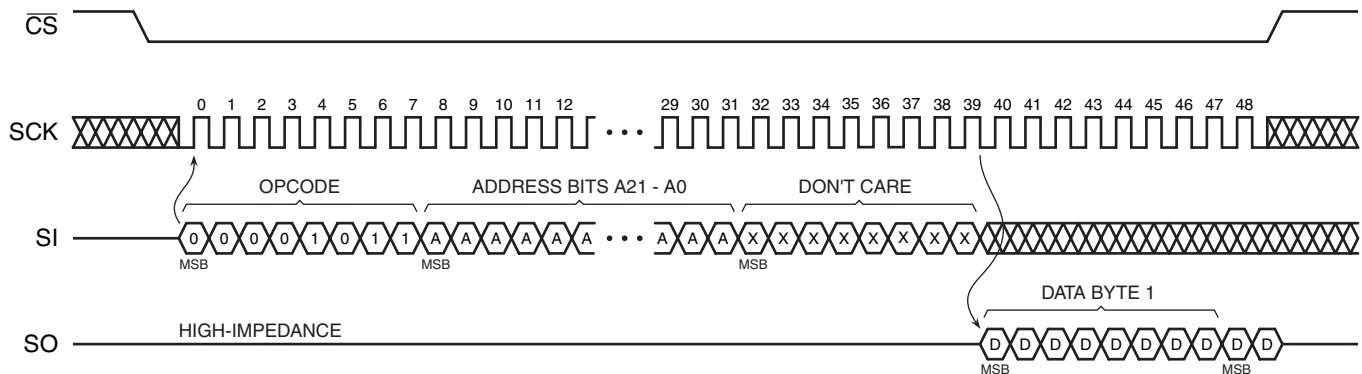 CS
0 1 2 3 4 5 6 7 8 9 10 11 12 29 30 31 32 33 34 35 36 37 38 39 40 41 42 43 44 45 46 47 48
SCK
OPCODE ADDRESS BITS A21 - A0 DON'T CARE
SI 0 0 0 0 1 0 1 1 A A A A A A A A A X X X X X X X X
MSB MSB MSB
DATA BYTE 1
HIGH-IMPEDANCE
SO D D D D D D D D D D
MSB MSB